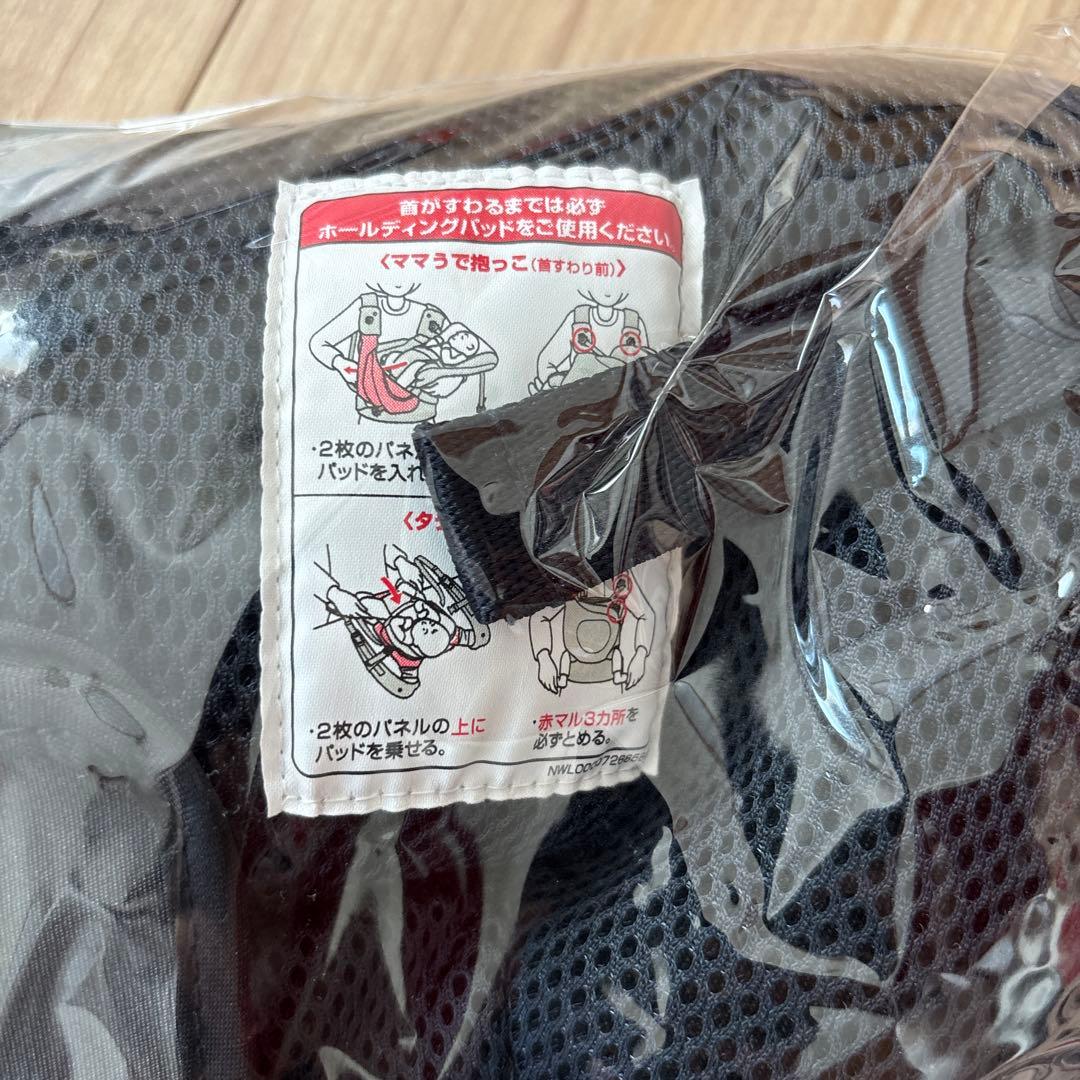 首がすわるまでは必ず
ホールディングパッドをご使用ください。
〈ママうで抱っこ(首すわり前)〉
・2枚のパネル
パッドを入れ
〈タ
・2枚のパネルの上に
パッドを乗せる。
・赤マル3カ所を
必ずとめる。